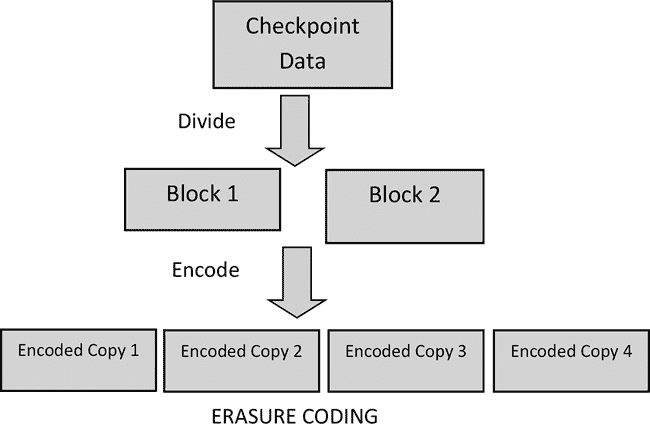 Checkpoint
Data
Divide
Block 1
Block 2
Encode
Encoded Copy 1
Encoded Copy 2
Encoded Copy 3
Encoded Copy 4
ERASURE CODING